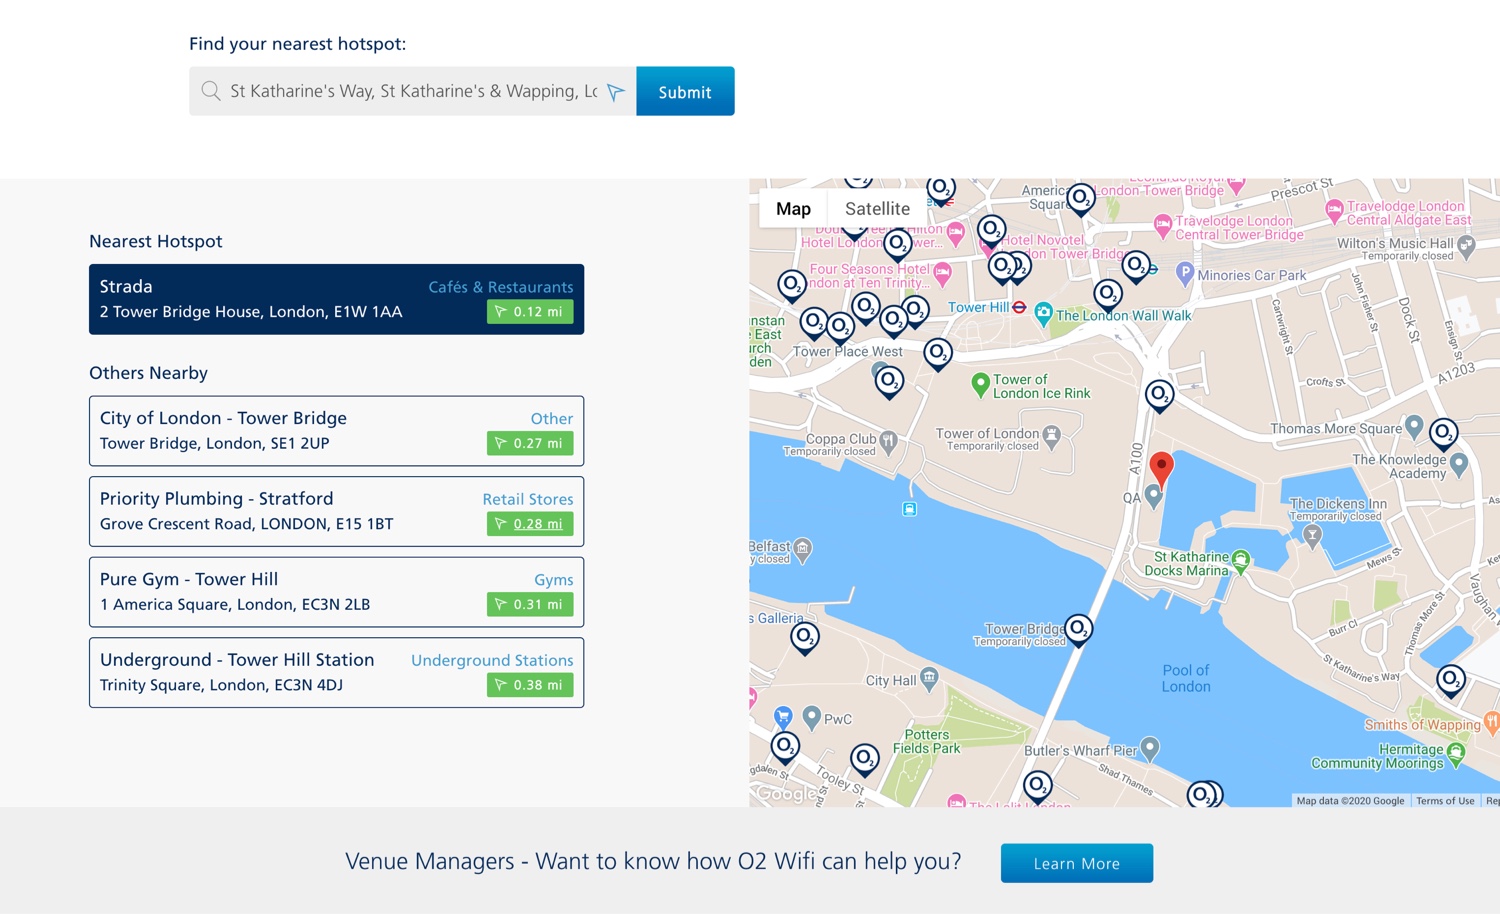 Find your nearest hotspot:
St Katharine's Way, St Katharine's & Wapping, Lo
Submit
Nearest Hotspot
Strada
Cafés & Restaurants
2 Tower Bridge House, London, E1W 1AA
0.12 mi
Others Nearby
City of London - Tower Bridge
Other
Tower Bridge, London, SE1 2UP
0.27 mi
Priority Plumbing - Stratford
Retail Stores
Grove Crescent Road, LONDON, E15 1BT
0.28 mi
Pure Gym - Tower Hill
Gyms
1 America Square, London, EC3N 2LB
0.31 mi
Underground - Tower Hill Station
Underground Stations
Trinity Square, London, EC3N 4DJ
0.38 mi
Map
Satellite
America
Square
London Tower Bridge
Prescot St
Travelodge London
Central Aldgate East
Travelodge London
Central Tower Bridge
Wilton's Music Hall
Temporarily closed
Hotel Novotel
London Tower Bridge
Four Seasons Hotel
London at Ten Trinity...
Minories Car Park
Tower Hill
The London Wall Walk
nstan
East
urch
den
Tower Place West
Tower of
London Ice Rink
John Fisher St
Dock St
Ensign St
Cartwright St
Crofts St
A1203
Coppa Club
Temporarily closed
Tower of London
Temporarily closed
A100
Thomas More Square
The Knowledge
Academy
QA
The Dickens Inn
Temporarily closed
Belfast
y closed
St Katharine
Docks Marina
Mews St
s Galleria
Tower Bridge
Temporarily closed
Burr Cl
Thomas More St
Vaughan
St Katharine's Way
Pool of
London
City Hall
PwC
Potters
Fields Park
Butler's Wharf Pier
Smiths of Wapping
Hermitage
Community Moorings
Tooley St
gdalen St
Shad Thames
Google
Map data ©2020 Google
Terms of Use
Rep
Venue Managers - Want to know how O2 Wifi can help you?
Learn More